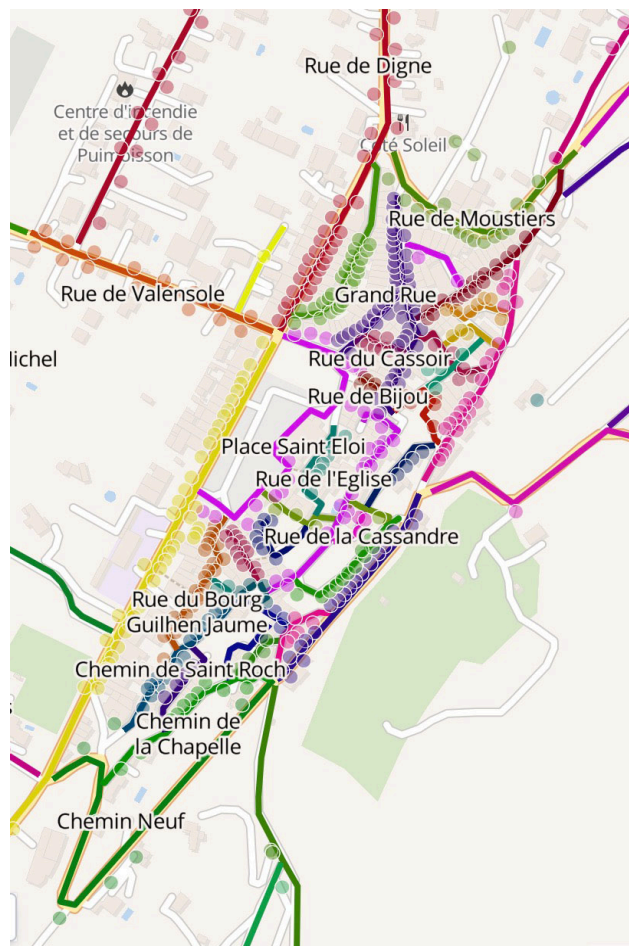 Rue de Digne
Centre d'incendie
et de secours de
Puimoisson
Côté Soleil
Rue de Moustiers
Rue de Valensole
Grand Rue
lichel
Rue du Cassoir
Rue de Bijou
Place Saint Eloi
Rue de l'Eglise
Rue de la Cassandre
Rue du Bourg
Guilhen Jaume
Chemin de Saint Roch
s
Chemin de
la Chapelle
Chemin Neuf